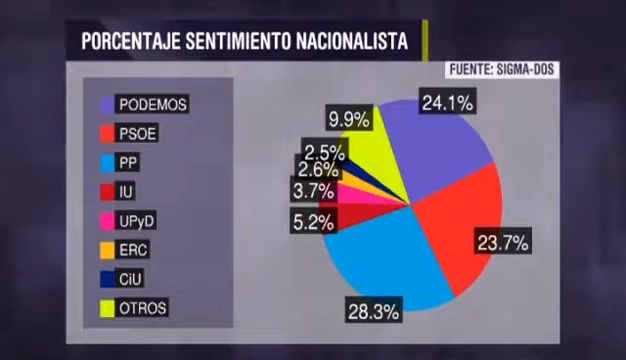 PORCENTAJE SENTIMIENTO NACIONALISTA
FUENTE: SIGMA-DOS
PODEMOS
PSOE
PP
IU
UPyD
ERC
CiU
OTROS
24.1%
9.9%
2.5%
2.6%
3.7%
5.2%
23.7%
28.3%